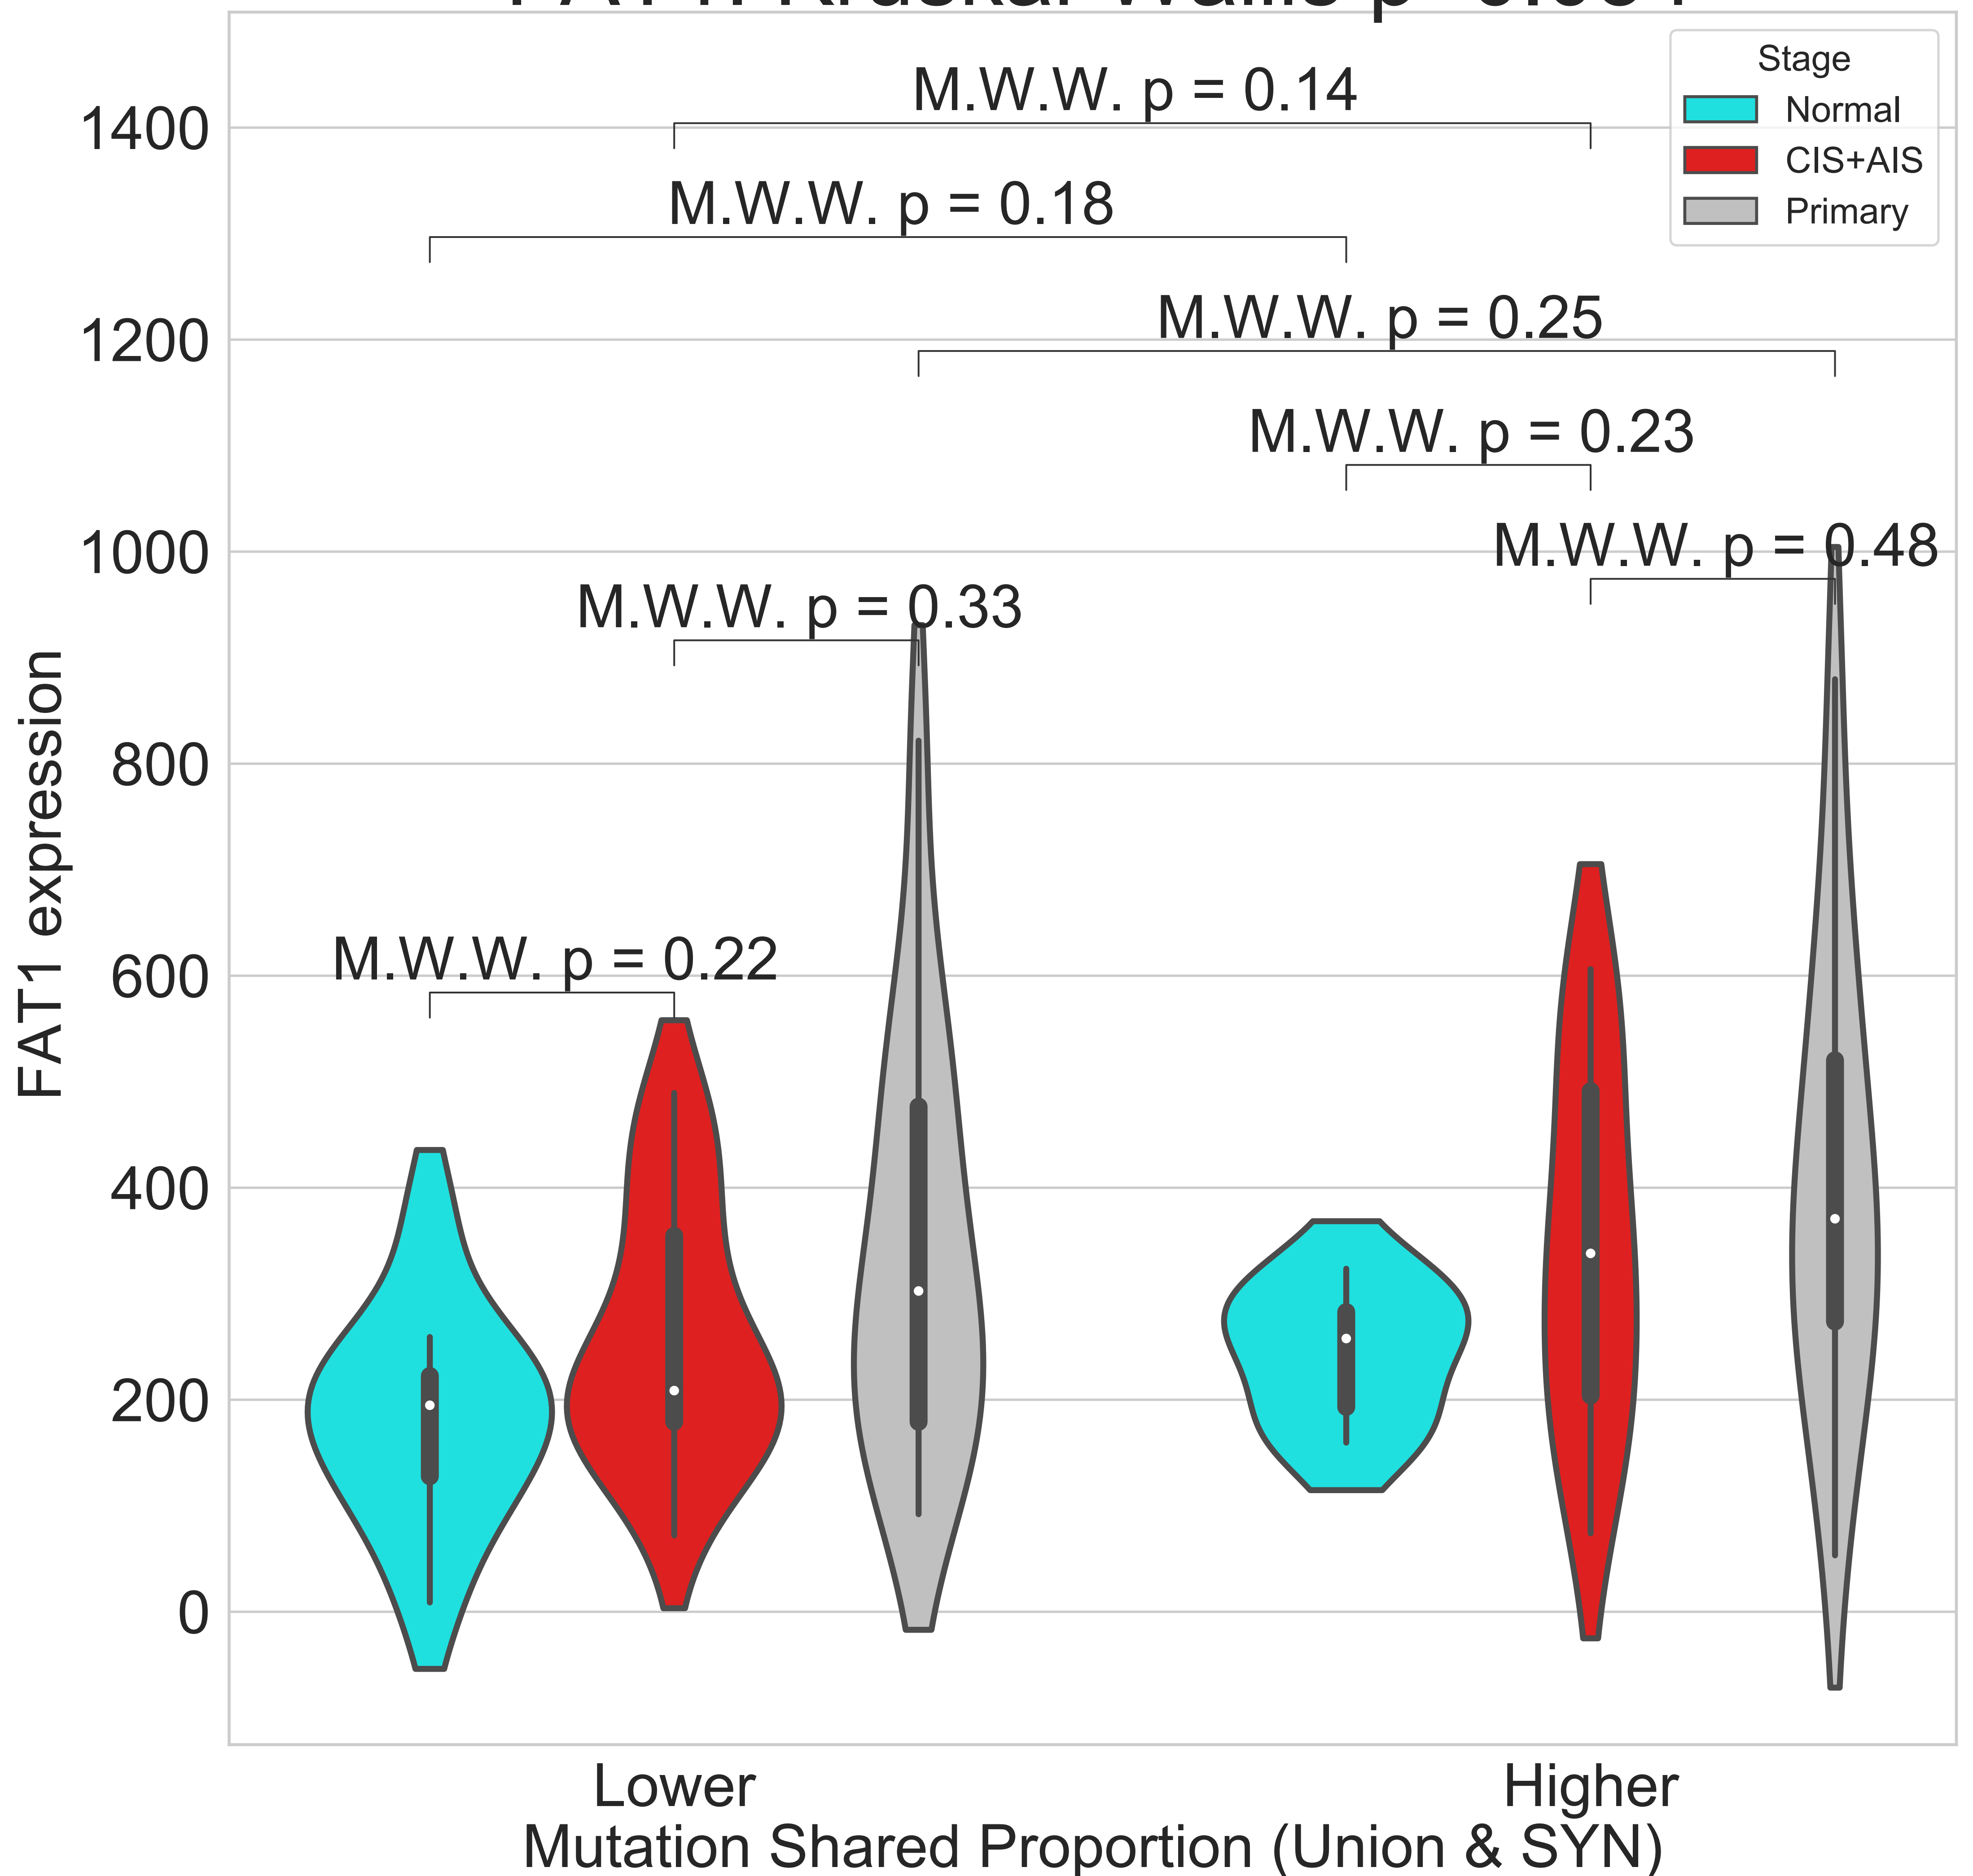 Stage
Normal
CIS+AIS
Primary
M.W.W. p = 0.14
M.W.W. p = 0.18
M.W.W. p = 0.25
M.W.W. p = 0.23
M.W.W. p = 0.48
M.W.W. p = 0.33
M.W.W. p = 0.22
1400
1200
1000
800
600
400
200
0
FAT1 expression
Lower
Higher
Mutation Shared Proportion (Union & SYN)